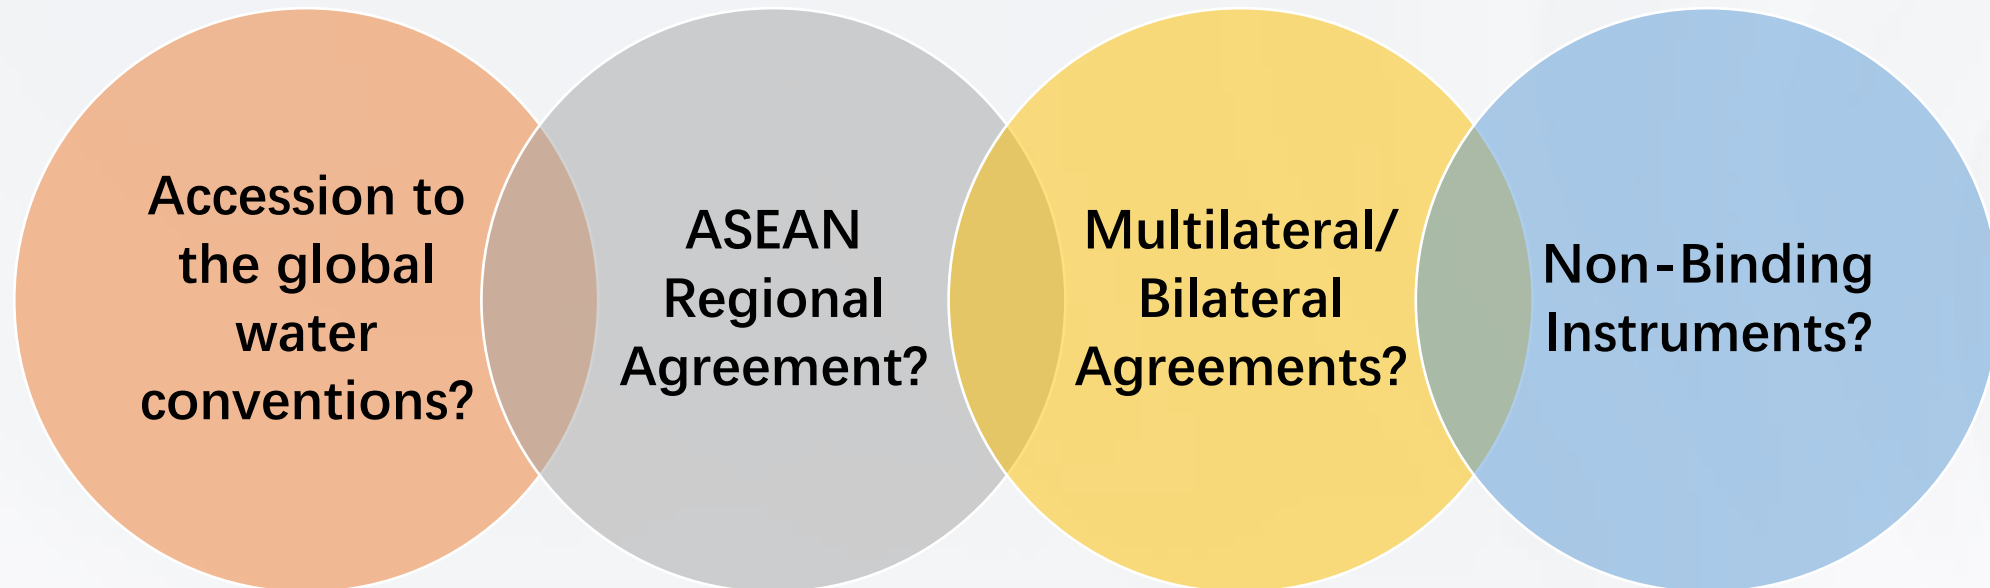 Accession to
the global
water
conventions?
ASEAN
Regional
Agreement?
Multilateral/
Bilateral
Agreements?
Non-Binding
Instruments?